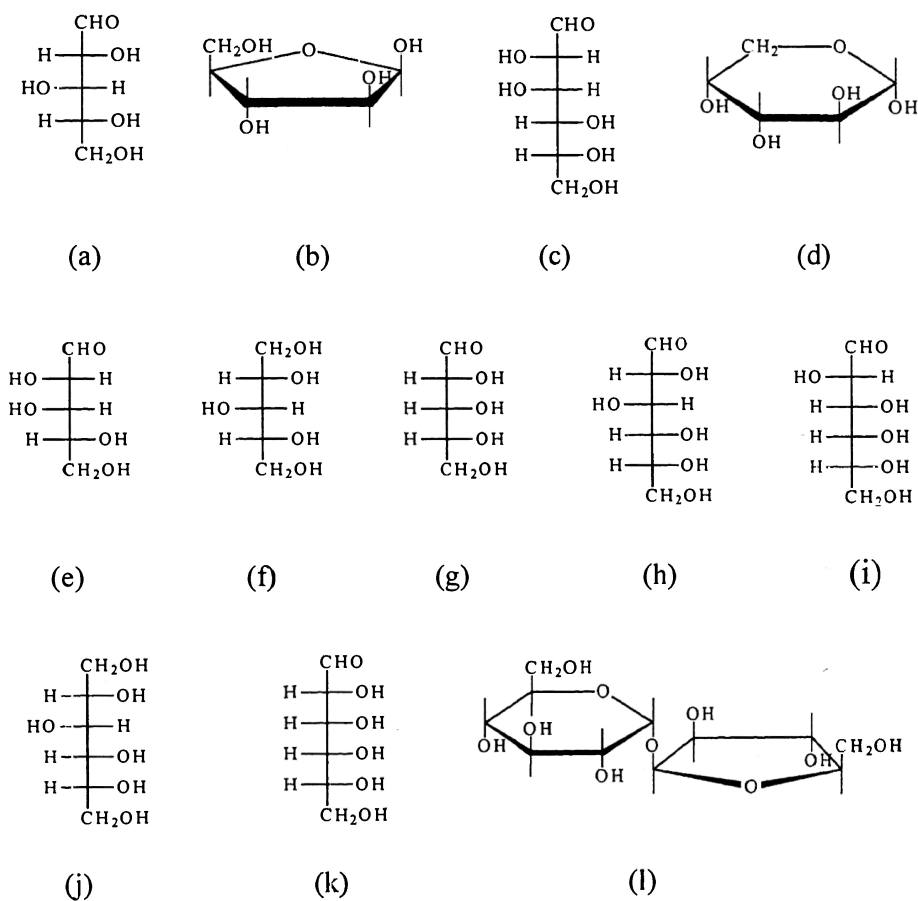 CHO
H OH
HO H
H OH
CH₂OH
(a)
CH₂OH O OH
OH
OH
(b)
CHO
HO H
HO H
H OH
H OH
CH₂OH
(c)
CH₂ O
OH OH OH
OH
(d)
CHO
HO H
HO H
H OH
CH₂OH
(e)
CH₂OH
H OH
HO H
H OH
CH₂OH
(f)
CHO
H OH
H OH
H OH
CH₂OH
(g)
CHO
H OH
HO H
H OH
H OH
CH₂OH
(h)
CHO
HO H
H OH
H OH
H OH
CH₂OH
(i)
CH₂OH
H OH
HO H
H OH
H OH
CH₂OH
(j)
CHO
H OH
H OH
H OH
H OH
CH₂OH
(k)
CH₂OH
O
OH OH
OH
O
OH
OH CH₂OH
O
(l)